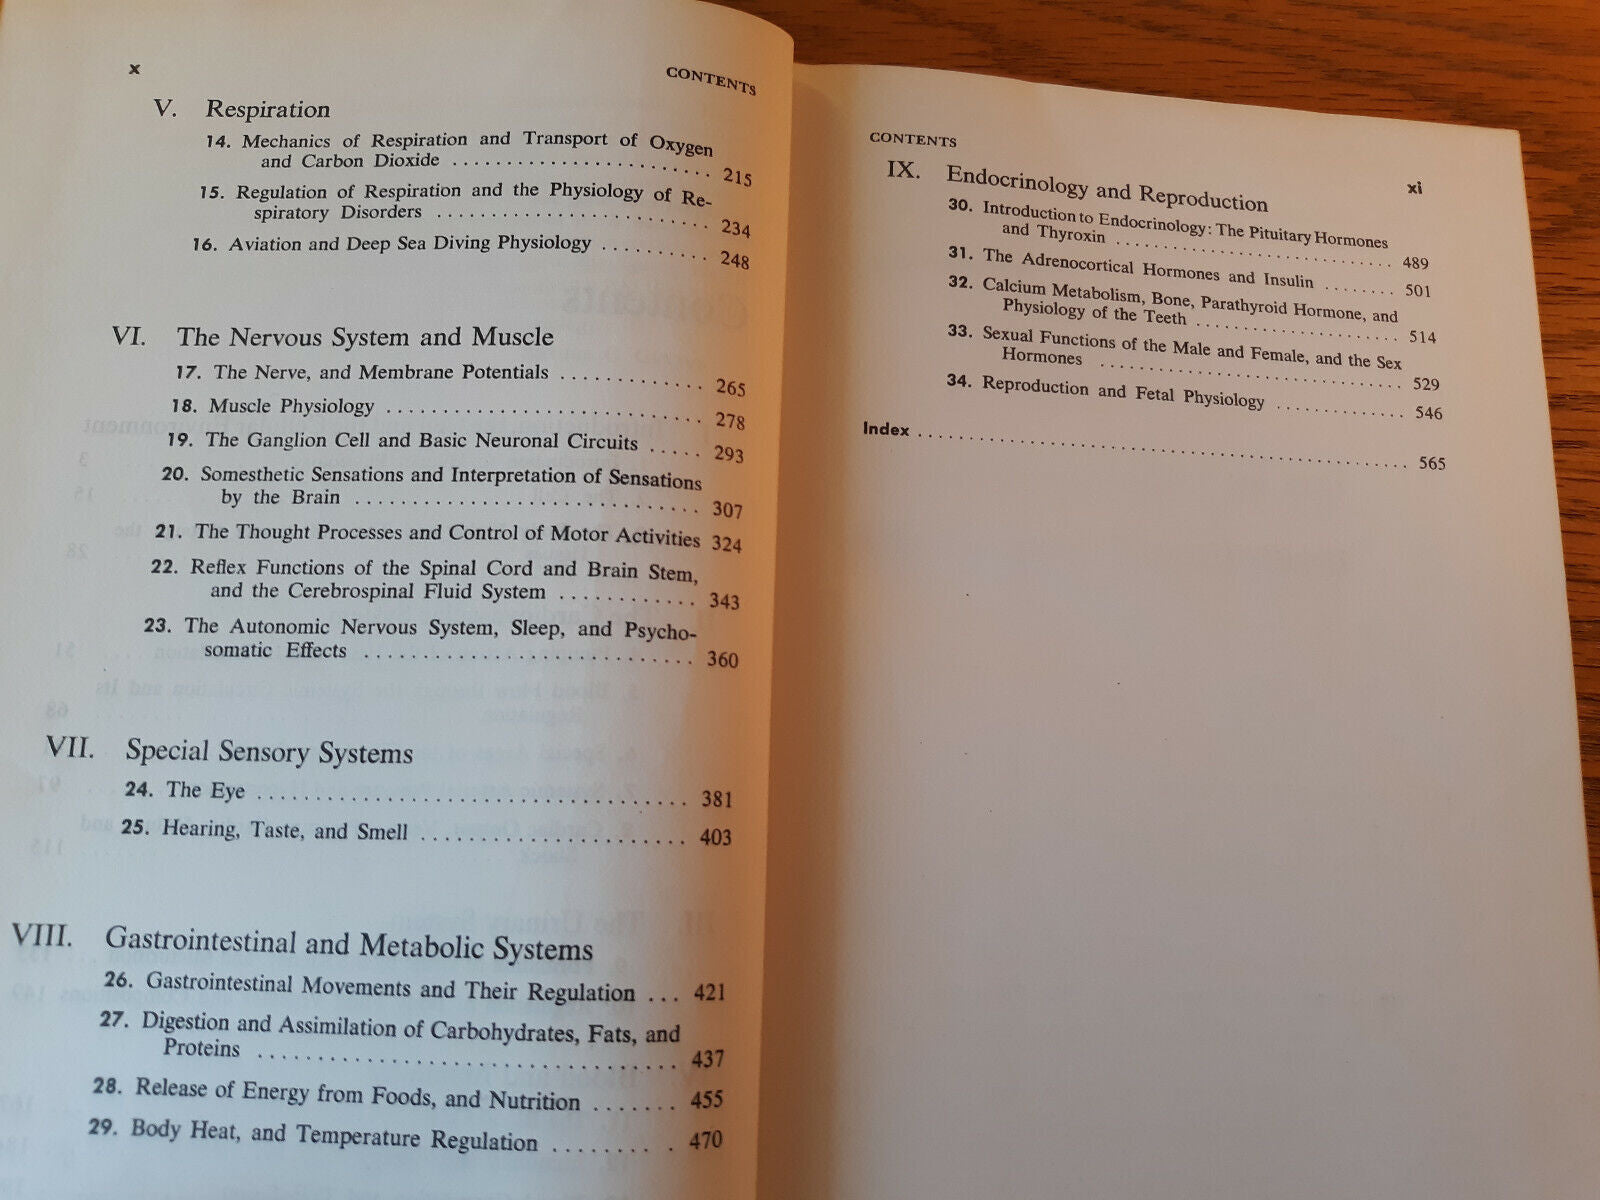 x
CONTENTS
V. Respiration
14. Mechanics of Respiration and Transport of Oxygen
and Carbon Dioxide ........................ 215
15. Regulation of Respiration and the Physiology of Re-
spiratory Disorders ........................ 234
16. Aviation and Deep Sea Diving Physiology .......... 248
VI. The Nervous System and Muscle
17. The Nerve, and Membrane Potentials ............ 265
18. Muscle Physiology ........................... 278
19. The Ganglion Cell and Basic Neuronal Circuits ..... 293
20. Somesthetic Sensations and Interpretation of Sensations
by the Brain .............................. 307
21. The Thought Processes and Control of Motor Activities 324
22. Reflex Functions of the Spinal Cord and Brain Stem,
and the Cerebrospinal Fluid System ............ 343
23. The Autonomic Nervous System, Sleep, and Psycho-
somatic Effects ............................ 360
VII. Special Sensory Systems
24. The Eye .................................... 381
25. Hearing, Taste, and Smell ...................... 403
VIII. Gastrointestinal and Metabolic Systems
26. Gastrointestinal Movements and Their Regulation ... 421
27. Digestion and Assimilation of Carbohydrates, Fats, and
Proteins .................................. 437
28. Release of Energy from Foods, and Nutrition ....... 455
29. Body Heat, and Temperature Regulation ........ . 470
CONTENTS
xi
IX. Endocrinology and Reproduction
30. Introduction to Endocrinology: The Pituitary Hormones
and Thyroxin ............................ 489
31. The Adrenocortical Hormones and Insulin ........ 501
32. Calcium Metabolism, Bone, Parathyroid Hormone, and
Physiology of the Teeth .................... 514
33. Sexual Functions of the Male and Female, and the Sex
Hormones ............................... 529
34. Reproduction and Fetal Physiology ............. 546
Index ........................................ 565